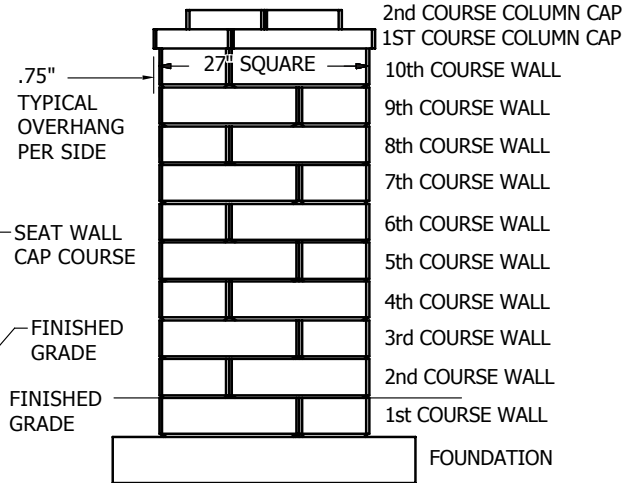 2nd COURSE COLUMN CAP
1ST COURSE COLUMN CAP
27" SQUARE
10th COURSE WALL
.75"
TYPICAL
OVERHANG
PER SIDE
9th COURSE WALL
8th COURSE WALL
7th COURSE WALL
6th COURSE WALL
SEAT WALL
CAP COURSE
5th COURSE WALL
4th COURSE WALL
FINISHED
GRADE
3rd COURSE WALL
2nd COURSE WALL
FINISHED
GRADE
1st COURSE WALL
FOUNDATION